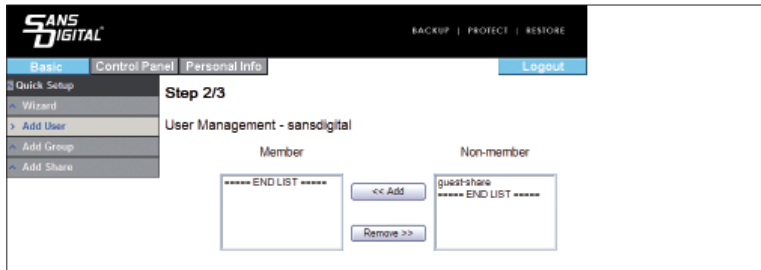 SANS DIGITAL
BACKUP | PROTECT | RESTORE
Basic Control Panel Personal Info Logout
Quick Setup
Wizard
Add User
Add Group
Add Share
Step 2/3
User Management - sansdigital
Member Non-member
===== END LIST =====
<< Add
Remove >>
guest-share
===== END LIST =====